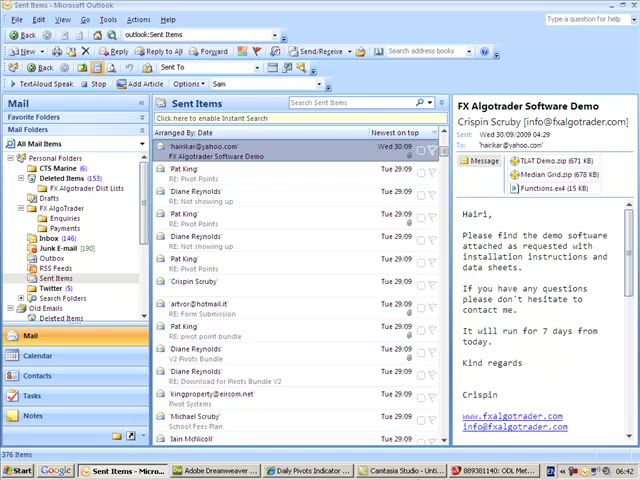 Sent Items - Microsoft Outlook
File Edit View Go Tools Actions Help
Type a question for help
Back outlook:Sent Items
New Reply Reply to All Forward Send/Receive Search address books
Back Sent To
TextAloud Speak Stop Add Article Options Sam
Mail
Favorite Folders
Mail Folders
All Mail Items
Personal Folders
CTS Marine (6)
Deleted Items (153)
FX Algotrader Dist Lists
Drafts
FX AlgoTrader
Enquiries
Payments
Inbox (146)
Junk E-mail [190]
Outbox
RSS Feeds
Sent Items
Twitter (5)
Search Folders
Old Emails
Deleted Items
Mail
Calendar
Contacts
Tasks
Notes
Sent Items
Search Sent Items
Click here to enable Instant Search
Arranged By: Date Newest on top
'hairikar@yahoo.com' Wed 30/09
FX Algotrader Software Demo
'Pat King' Tue 29/09
RE: Pivot Points
'Diane Reynolds' Tue 29/09
RE: Not showing up
'Pat King' Tue 29/09
RE: Pivot Points
'Diane Reynolds' Tue 29/09
RE: Not showing up
'Pat King' Tue 29/09
RE: Pivot Points
'Crispin Scruby' Tue 29/09
'artvor@hotmail.it' Tue 29/09
RE: Form Submission
'Pat King' Tue 29/09
RE: pivot point bundle
'Diane Reynolds' Tue 29/09
V2 Pivots Bundle
'Diane Reynolds' Tue 29/09
RE: Download for Pivots Bundle V2
'kingproperty@eircom.net' Tue 29/09
Pivot Systems
'Michael Scruby' Tue 29/09
School Fees Plan
'Iain McNicoll' Tue 29/09
FX Algotrader Software Demo
Crispin Scruby [info@fxalgotrader.com]
Sent: Wed 30/09/2009 04:29
To: 'hairikar@yahoo.com'
Message TLAT Demo.zip (671 KB)
Median Grid.zip (678 KB)
Functions.ex4 (15 KB)
Hairi,
Please find the demo software
attached as requested with
installation instructions and
data sheets.
If you have any questions
please don't hesitate to
contact me.
It will run for 7 days from
today.
Kind regards
Crispin
www.fxalgotrader.com
info@fxalgotrader.com
376 Items
Start Google Sent Items - Micro... Adobe Dreamweaver ... Daily Pivots Indicator ... Camtasia Studio - Unti... 889381140: ODL Met... EN 06:42